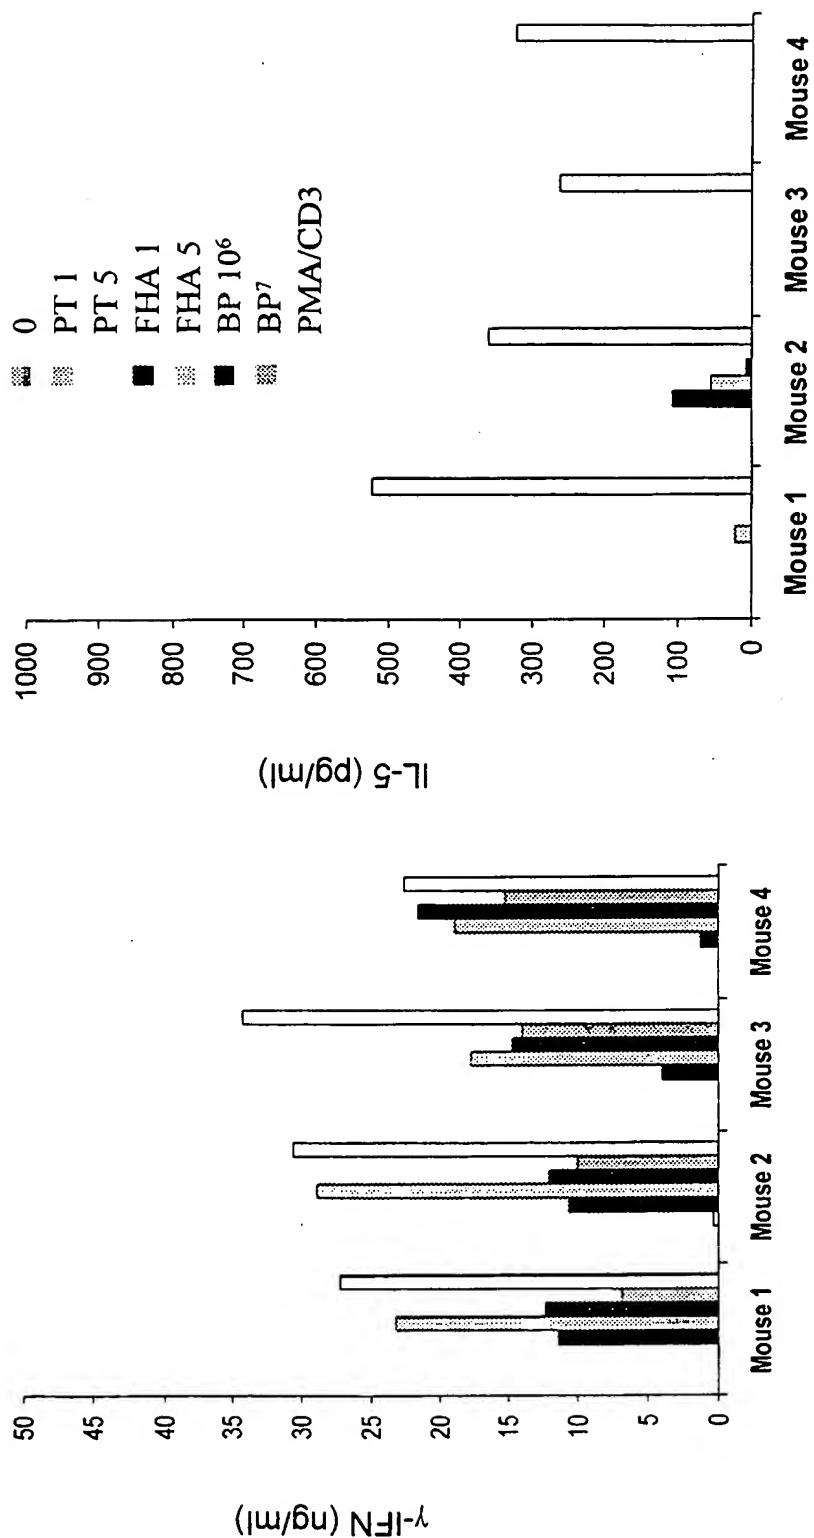 γ-IFN (ng/ml)
50
45
40
35
30
25
20
15
10
5
0
Mouse 1
Mouse 2
Mouse 3
Mouse 4
IL-5 (pg/ml)
1000
900
800
700
600
500
400
300
200
100
0
Mouse 1
Mouse 2
Mouse 3
Mouse 4
0
PT 1
PT 5
FHA 1
FHA 5
BP 10⁶
BP⁷
PMA/CD3